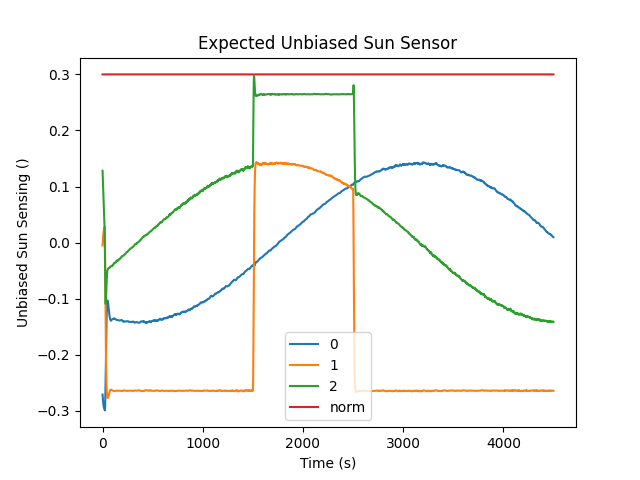 Expected Unbiased Sun Sensor
Unbiased Sun Sensing ()
0.3
0.2
0.1
0.0
−0.1
−0.2
−0.3
0
1
2
norm
0 1000 2000 3000 4000
Time (s)